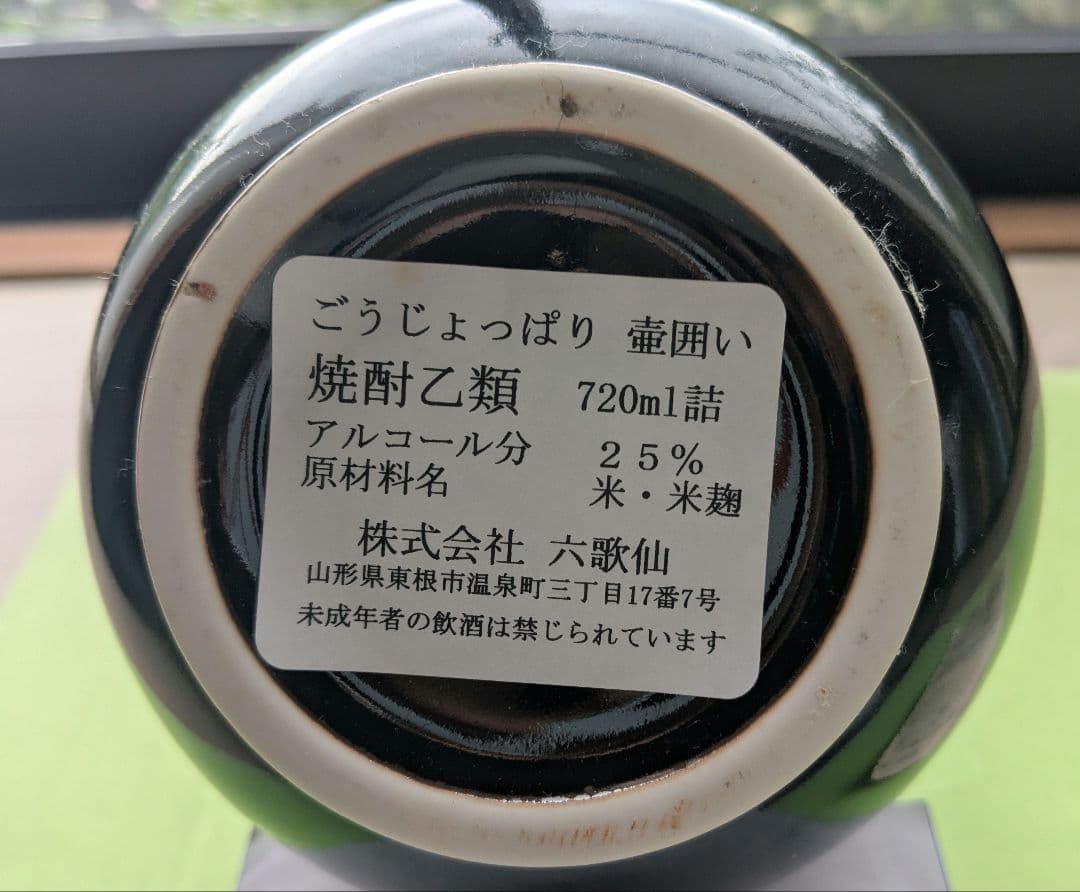 ごうじょっぱり 壷囲い
焼酎乙類 720ml詰
アルコール分 25%
原材料名 米・米麹
株式会社 六歌仙
山形県東根市温泉町三丁目17番7号
未成年者の飲酒は禁じられています